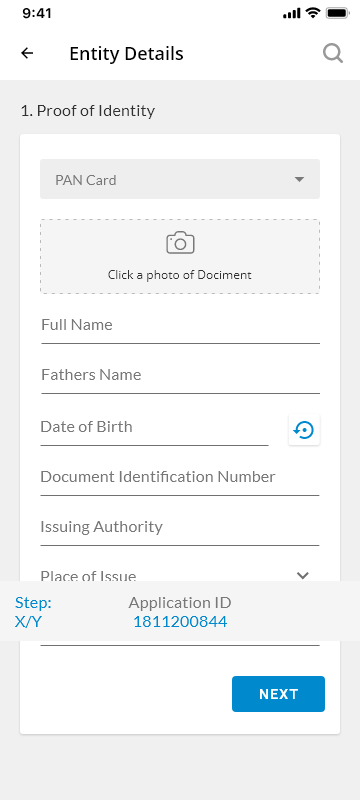 9:41
Entity Details
1. Proof of Identity
PAN Card
Click a photo of Dociment
Full Name
Fathers Name
Date of Birth
Document Identification Number
Issuing Authority
Place of Issue
Step:
Application ID
X/Y
1811200844
NEXT